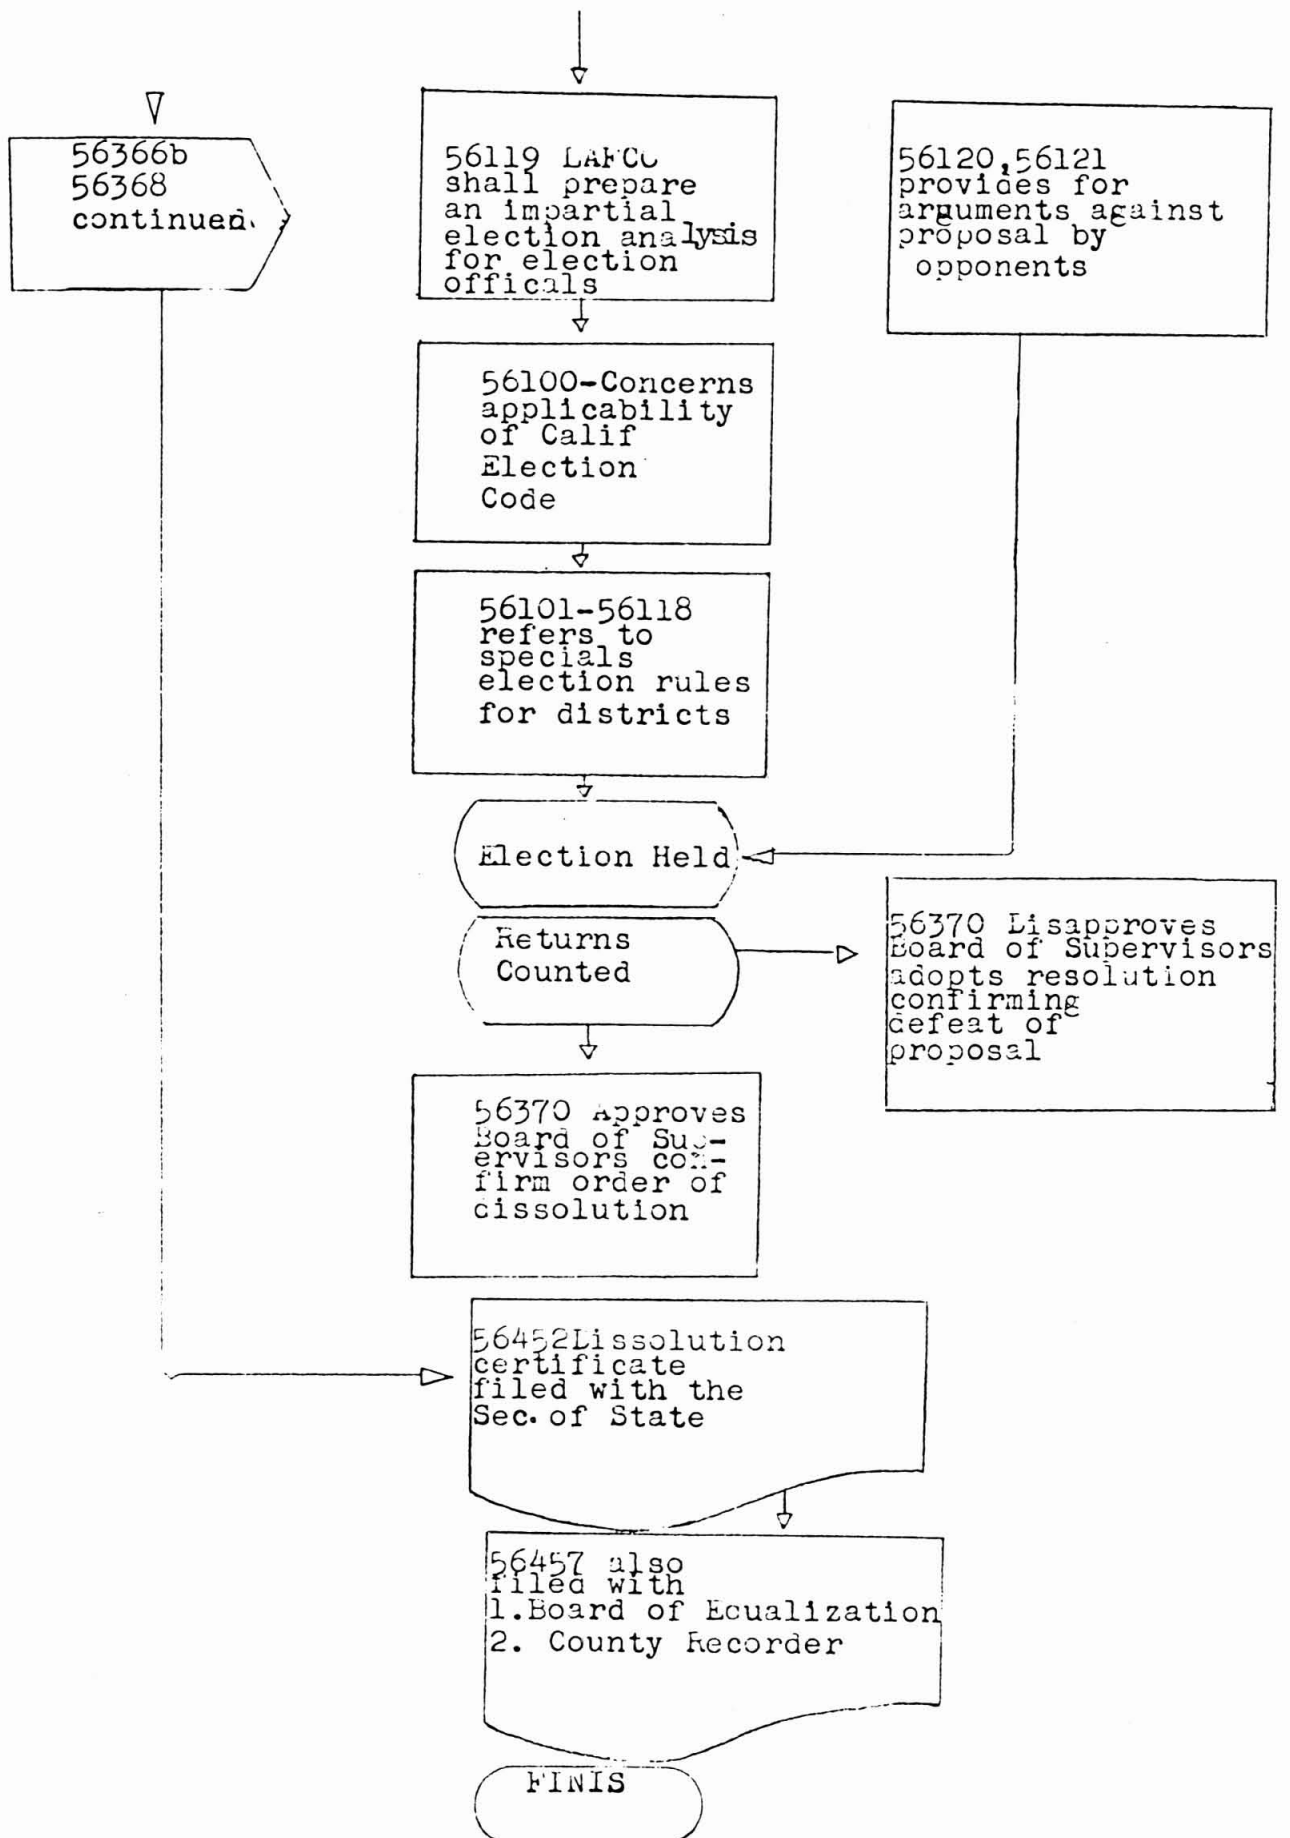 56366b
56368
continued.
56119 LAFCO
shall prepare
an impartial
election analysis
for election
officals
56120,56121
provides for
arguments against
proposal by
opponents
56100-Concerns
applicability
of Calif
Election
Code
56101-56118
refers to
specials
election rules
for districts
Election Held
Returns
Counted
56370 Disapproves
Board of Supervisors
adopts resolution
confirming
defeat of
proposal
56370 Approves
Board of Sup-
ervisors con-
firm order of
dissolution
56452Dissolution
certificate
filed with the
Sec. of State
56457 also
filed with
1.Board of Equalization
2. County Recorder
FINIS